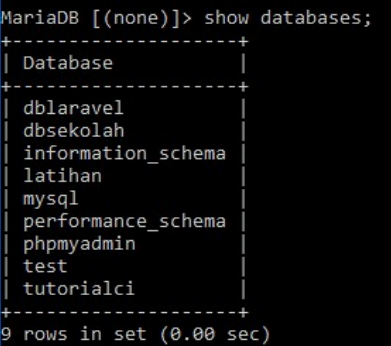 MariaDB [(none)]> show databases;
+--------------------+
| Database           |
+--------------------+
| dblaravel          |
| dbsekolah          |
| information_schema |
| latihan            |
| mysql              |
| performance_schema |
| phpmyadmin         |
| test               |
| tutorialci         |
+--------------------+
9 rows in set (0.00 sec)